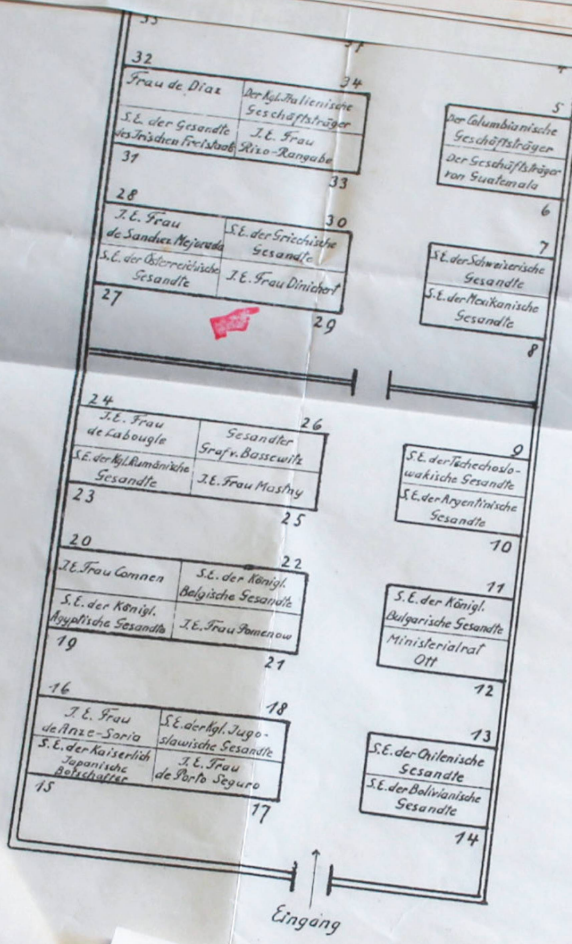 32
34
Frau de Diaz
Der Kgl. Italienische
Geschäftsträger
S.E. der Gesandte
des Irischen Freistaats
I.E. Frau
Rizo-Rangabe
31
33
5
Der Columbianische
Geschäftsträger
Der Geschäftsträger
von Guatemala
6
28
30
I.E. Frau
de Sanchez Mejorada
S.E. der Griechische
Gesandte
S.E. der Österreichische
Gesandte
I.E. Frau Dinichert
27
29
7
S.E. der Schweizerische
Gesandte
S.E. der Mexikanische
Gesandte
8
24
26
I.E. Frau
de Labougle
Gesandter
Graf v. Bassewitz
S.E. der Kgl. Rumänische
Gesandte
I.E. Frau Mastny
23
25
9
S.E. der Tschechoslo-
wakische Gesandte
S.E. der Argentinische
Gesandte
10
20
22
I.E. Frau Comnen
S.E. der Königl.
Belgische Gesandte
S.E. der Königl.
Ägyptische Gesandte
I.E. Frau Pomenow
19
21
11
S.E. der Königl.
Bulgarische Gesandte
Ministerialrat
Ott
12
16
18
I.E. Frau
de Anze-Soria
S.E. der Kgl. Jugo-
slawische Gesandte
S.E. der Kaiserlich
Japanische
Botschafter
I.E. Frau
de Porto Seguro
15
17
13
S.E. der Chilenische
Gesandte
S.E. der Bolivianische
Gesandte
14
Eingang